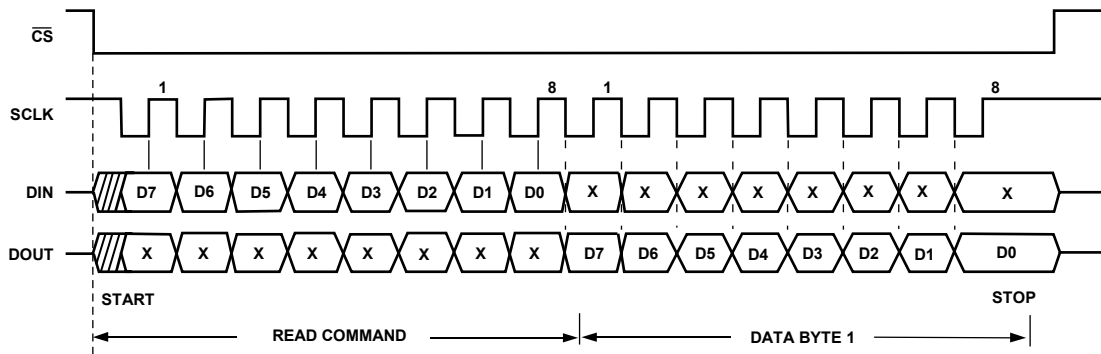 CS
1 8 1 8
SCLK
DIN D7 D6 D5 D4 D3 D2 D1 D0 X X X X X X X X
DOUT X X X X X X X X D7 D6 D5 D4 D3 D2 D1 D0
START STOP
READ COMMAND DATA BYTE 1